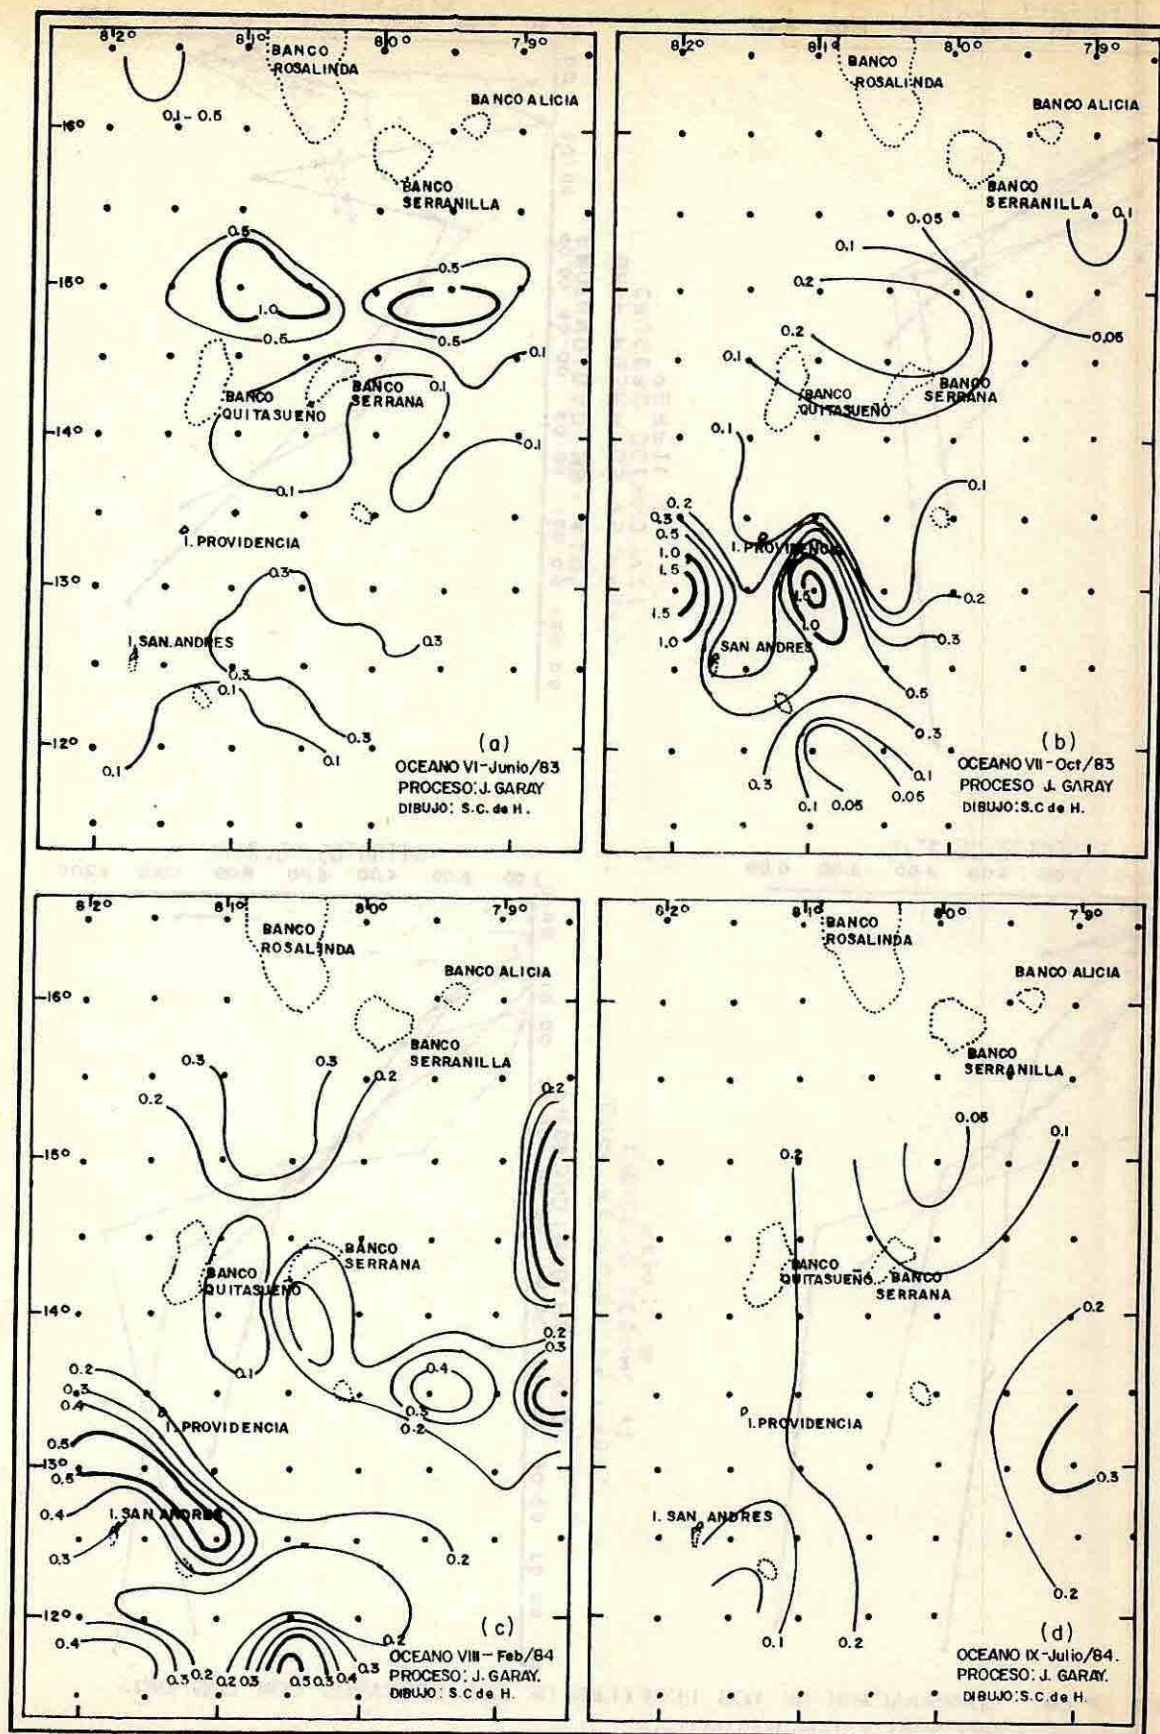 82° 81° 80° 79°
BANCO
ROSALINDA
BANCO ALICIA
16°
0.1-0.5
BANCO
SERRANILLA
0.5
0.5
15°
1.0
0.5
0.5
0.1
0.1
BANCO
QUITASUEÑO
BANCO
SERRANA
14°
0.1
0.1
I. PROVIDENCIA
13°
0.3
I. SAN ANDRES
0.3
0.3
0.1
12°
0.3
0.1
0.1
(a)
OCEANO VI-Junio/83
PROCESO: J. GARAY
DIBUJO: S.C. de H.
82° 81° 80° 79°
BANCO
ROSALINDA
BANCO ALICIA
BANCO
SERRANILLA
0.05
0.1
0.1
0.2
0.2
0.05
0.1
BANCO
QUITASUEÑO
BANCO
SERRANA
0.1
0.2
0.3
0.5
1.0
1.5
0.1
I. PROVIDENCIA
1.5
1.0
1.5
1.0
0.2
0.3
SAN ANDRES
0.5
0.3
0.3
0.1
0.05
0.05
0.1
(b)
OCEANO VII-Oct/83
PROCESO J. GARAY
DIBUJO: S.C de H.
82° 81° 80° 79°
BANCO
ROSALINDA
BANCO ALICIA
16°
BANCO
SERRANILLA
0.3
0.3
0.2
0.2
0.2
15°
BANCO
SERRANA
BANCO
QUITASUEÑO
14°
0.1
0.2
0.3
0.4
0.3
0.2
0.2
0.3
0.4
I. PROVIDENCIA
0.5
13°
0.5
0.4
I. SAN ANDRES
0.3
0.2
12°
0.4
0.3 0.2 0.2 0.3 0.5 0.3 0.4 0.3
0.2
(c)
OCEANO VIII-Feb/84
PROCESO: J. GARAY.
DIBUJO: S.C de H.
82° 81° 80° 79°
BANCO
ROSALINDA
BANCO ALICIA
BANCO
SERRANILLA
0.05
0.1
0.2
BANCO
QUITASUEÑO
BANCO
SERRANA
0.2
I. PROVIDENCIA
0.3
I. SAN ANDRES
0.2
0.1
0.2
(d)
OCEANO IX-Julio/84.
PROCESO: J. GARAY.
DIBUJO: S.C de H.